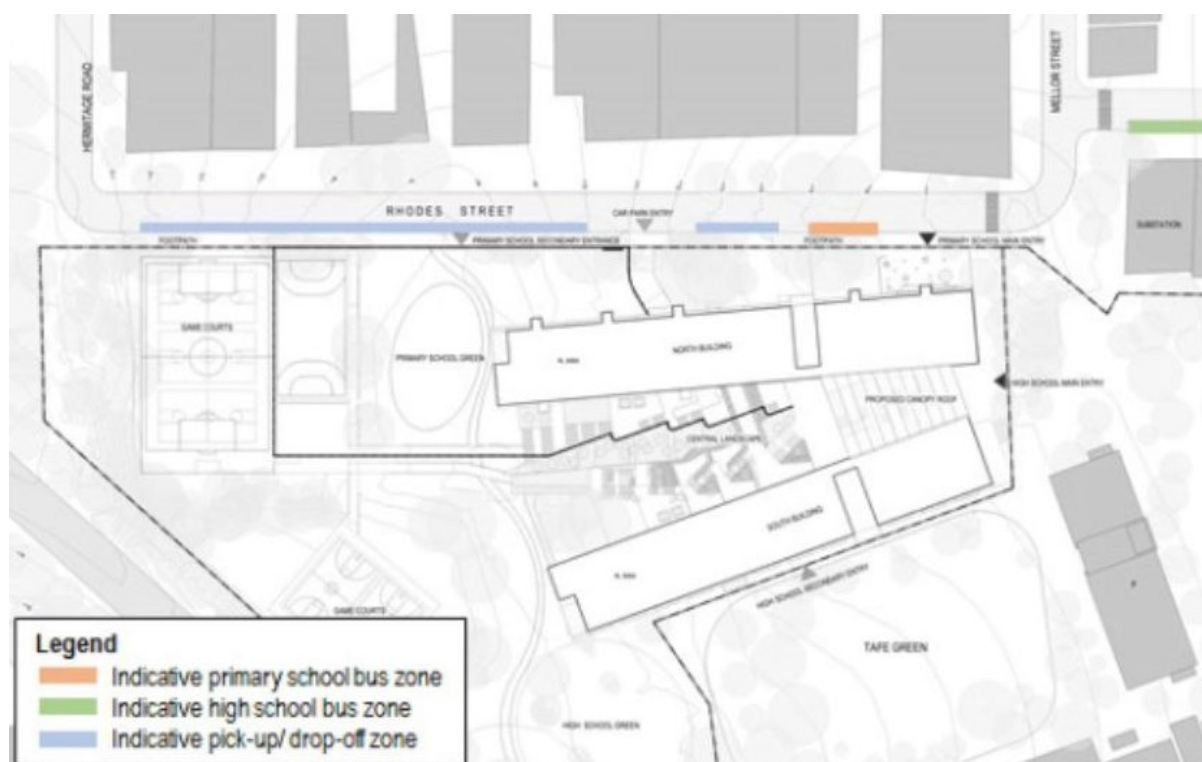 HERMITAGE ROAD
MELLOR STREET
RHODES STREET
CAR PARK ENTRY
SUBSTATION
FOOTPATH
PRIMARY SCHOOL SECONDARY ENTRANCE
FOOTPATH
PRIMARY SCHOOL MAIN ENTRY
GAME COURTS
PRIMARY SCHOOL GREEN
NORTH BUILDING
HIGH SCHOOL MAIN ENTRY
PROPOSED CANOPY ROOF
CENTRAL LANDSCAPE
SOUTH BUILDING
HIGH SCHOOL SECONDARY ENTRY
GAME COURTS
TAFE GREEN
HIGH SCHOOL GREEN
Legend
Indicative primary school bus zone
Indicative high school bus zone
Indicative pick-up/ drop-off zone